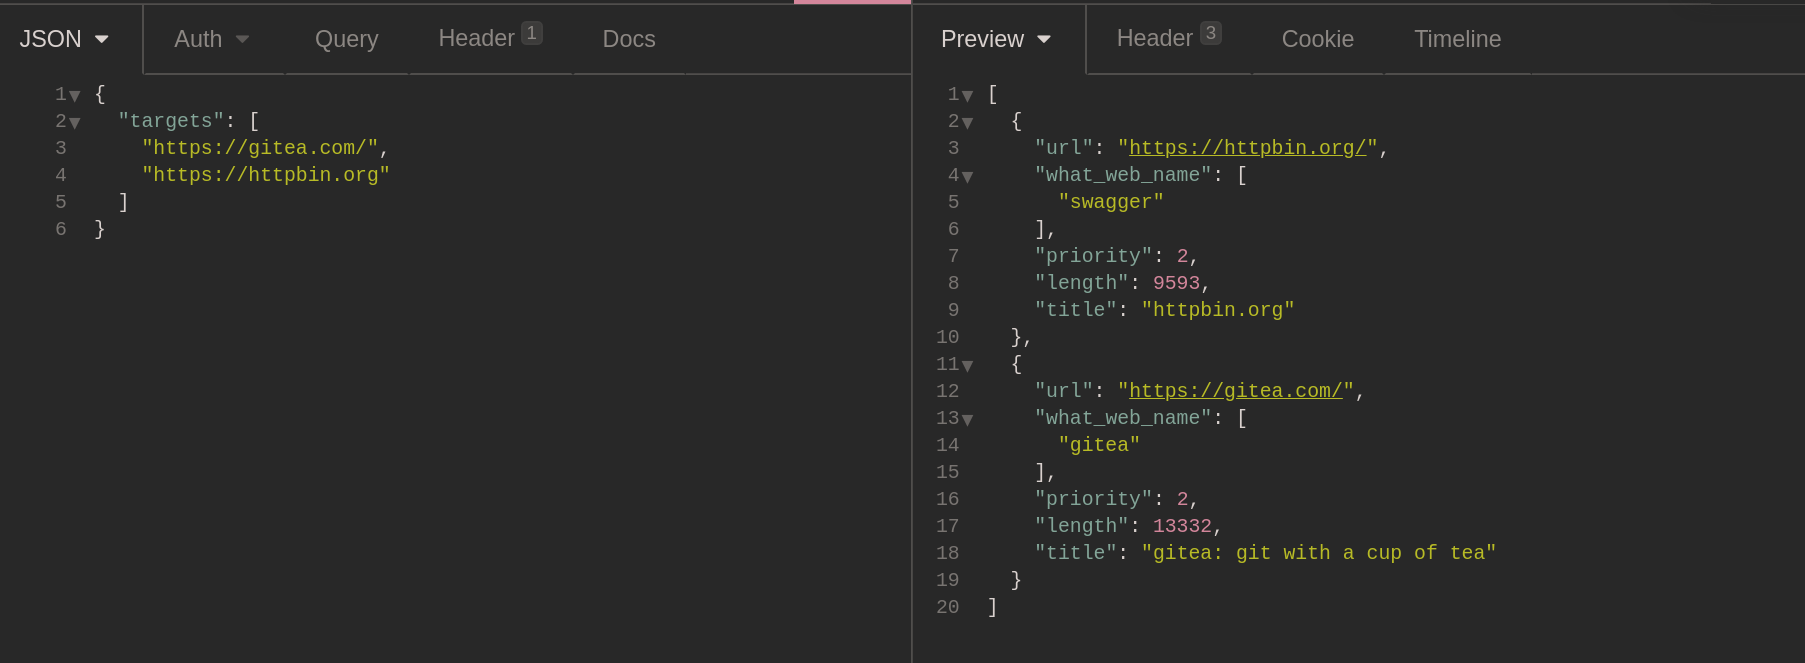 JSON Auth Query Header 1 Docs
1 {
2 "targets": [
3 "https://gitea.com/",
4 "https://httpbin.org"
5 ]
6 }
Preview Header 3 Cookie Timeline
1 [
2 {
3 "url": "https://httpbin.org/",
4 "what_web_name": [
5 "swagger"
6 ],
7 "priority": 2,
8 "length": 9593,
9 "title": "httpbin.org"
10 },
11 {
12 "url": "https://gitea.com/",
13 "what_web_name": [
14 "gitea"
15 ],
16 "priority": 2,
17 "length": 13332,
18 "title": "gitea: git with a cup of tea"
19 }
20 ]